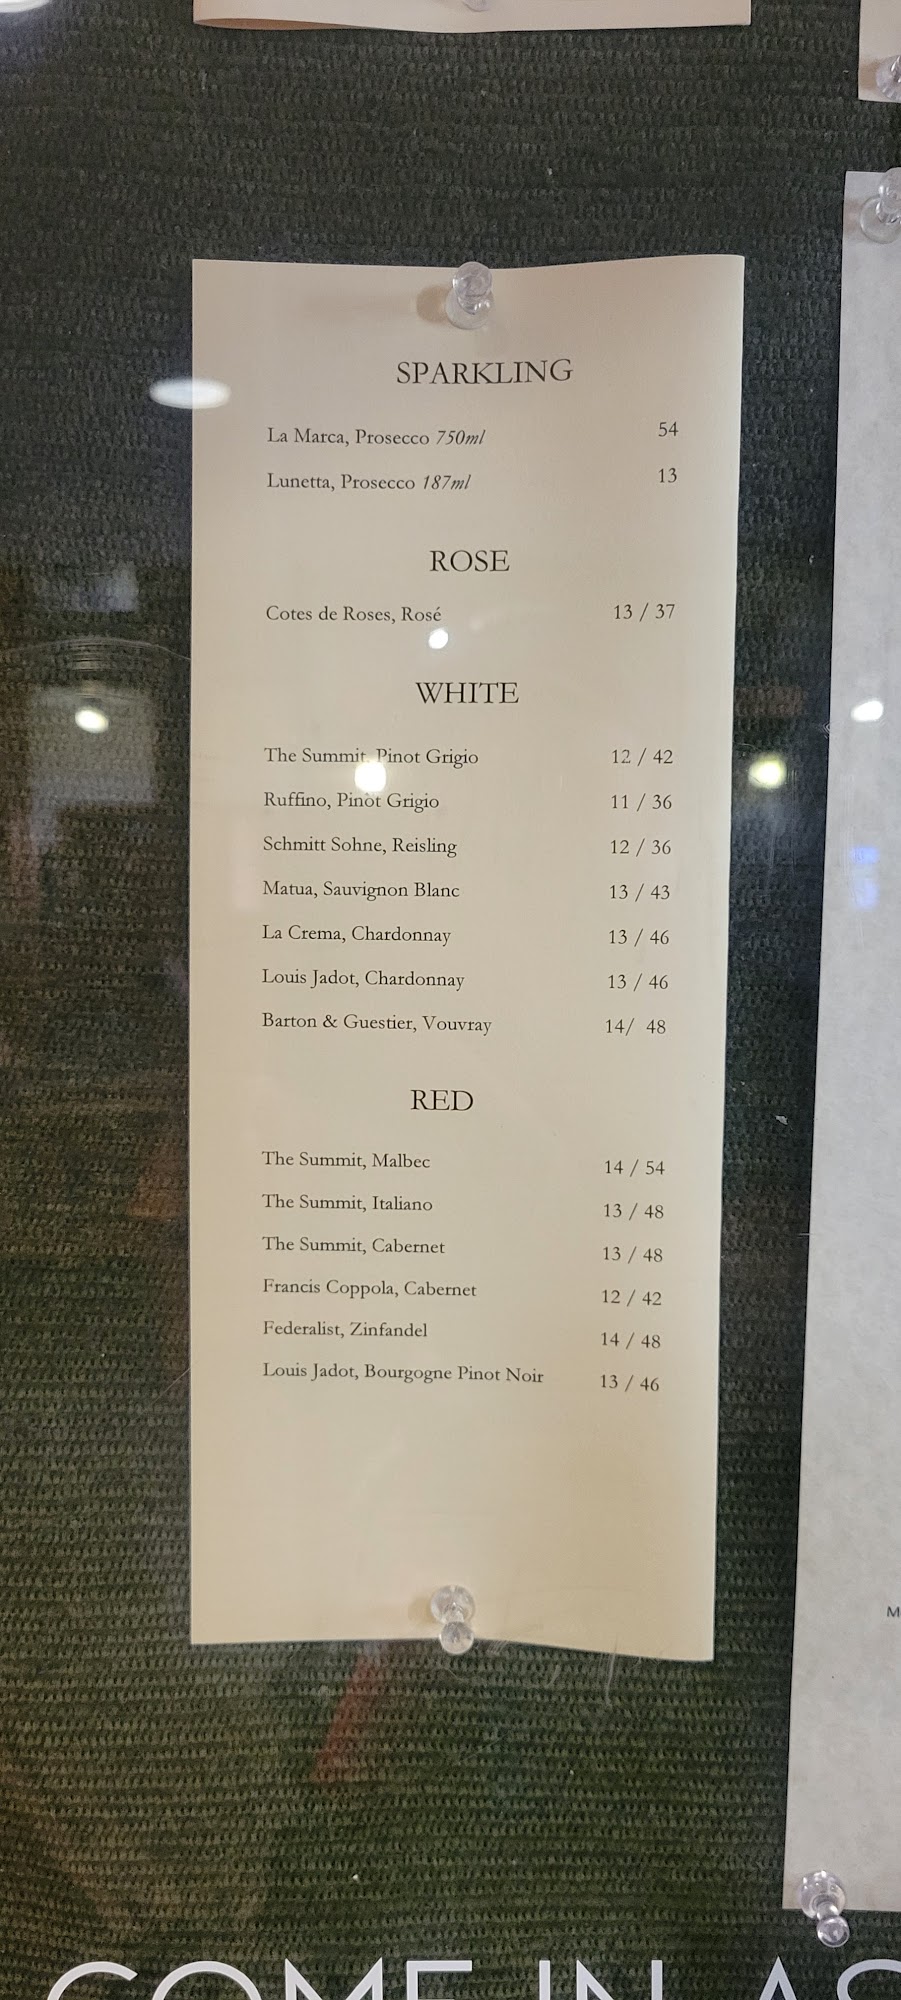 SPARKLING
La Marca, Prosecco 750ml 54
Lunetta, Prosecco 187ml 13
ROSE
Cotes de Roses, Rosé 13 / 37
WHITE
The Summit, Pinot Grigio 12 / 42
Ruffino, Pinot Grigio 11 / 36
Schmitt Sohne, Reisling 12 / 36
Matua, Sauvignon Blanc 13 / 43
La Crema, Chardonnay 13 / 46
Louis Jadot, Chardonnay 13 / 46
Barton & Guestier, Vouvray 14/ 48
RED
The Summit, Malbec 14 / 54
The Summit, Italiano 13 / 48
The Summit, Cabernet 13 / 48
Francis Coppola, Cabernet 12 / 42
Federalist, Zinfandel 14 / 48
Louis Jadot, Bourgogne Pinot Noir 13 / 46
COME IN